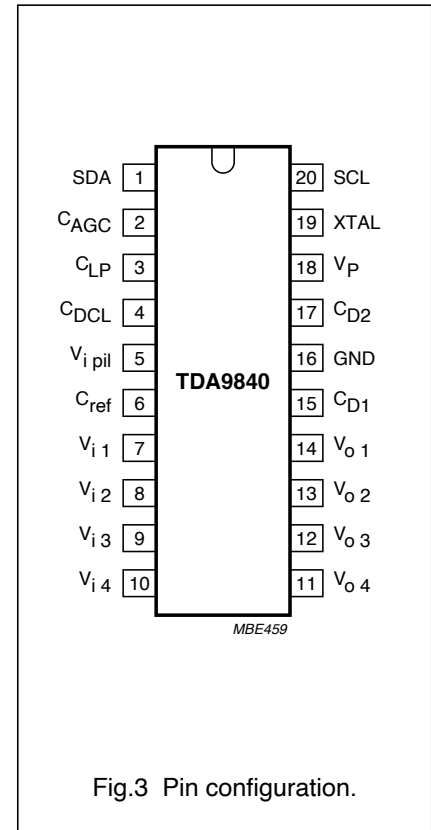 SDA 1 20 SCL
CAGC 2 19 XTAL
CLP 3 18 VP
CDCL 4 17 CD2
Vi pil 5 16 GND
TDA9840
Cref 6 15 CD1
Vi 1 7 14 Vo 1
Vi 2 8 13 Vo 2
Vi 3 9 12 Vo 3
Vi 4 10 11 Vo 4
MBE459
Fig.3 Pin configuration.